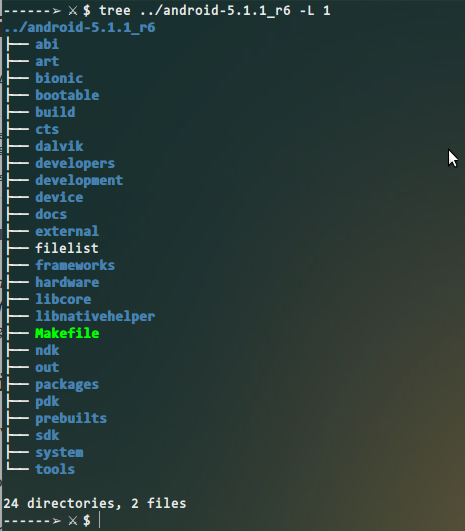 ------➢ ⚔ $ tree ../android-5.1.1_r6 -L 1
../android-5.1.1_r6
├── abi
├── art
├── bionic
├── bootable
├── build
├── cts
├── dalvik
├── developers
├── development
├── device
├── docs
├── external
├── filelist
├── frameworks
├── hardware
├── libcore
├── libnativehelper
├── Makefile
├── ndk
├── out
├── packages
├── pdk
├── prebuilts
├── sdk
├── system
└── tools

24 directories, 2 files
------➢ ⚔ $